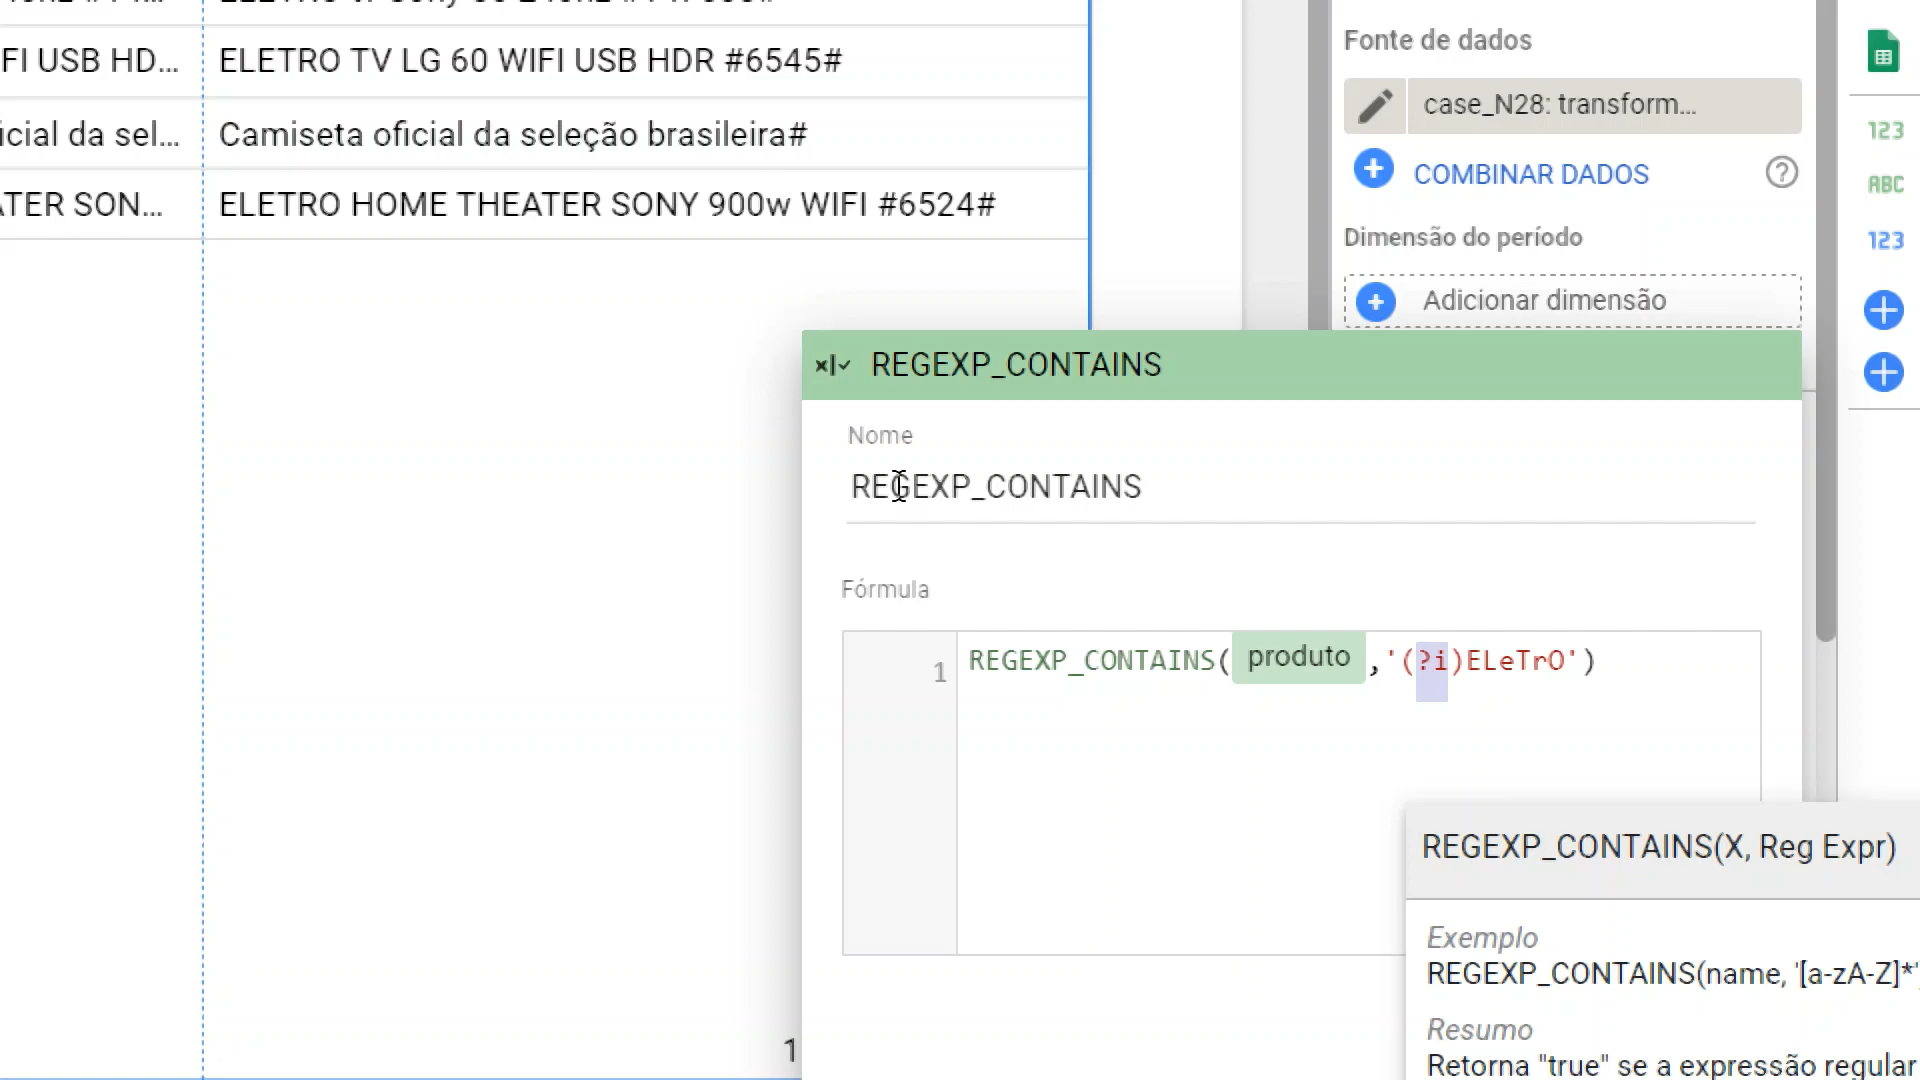 FI USB HD... ELETRO TV LG 60 WIFI USB HDR #6545#
icial da sel... Camiseta oficial da seleção brasileira#
ATER SON... ELETRO HOME THEATER SONY 900w WIFI #6524#
1
Fonte de dados
case_N28: transform...
COMBINAR DADOS
Dimensão do período
Adicionar dimensão
123
ABC
123
REGEXP_CONTAINS
Nome
REGEXP_CONTAINS
Fórmula
1 REGEXP_CONTAINS( produto ,'(?i)ELeTrO')
REGEXP_CONTAINS(X, Reg Expr)
Exemplo
REGEXP_CONTAINS(name, '[a-zA-Z]*'
Resumo
Retorna "true" se a expressão regular